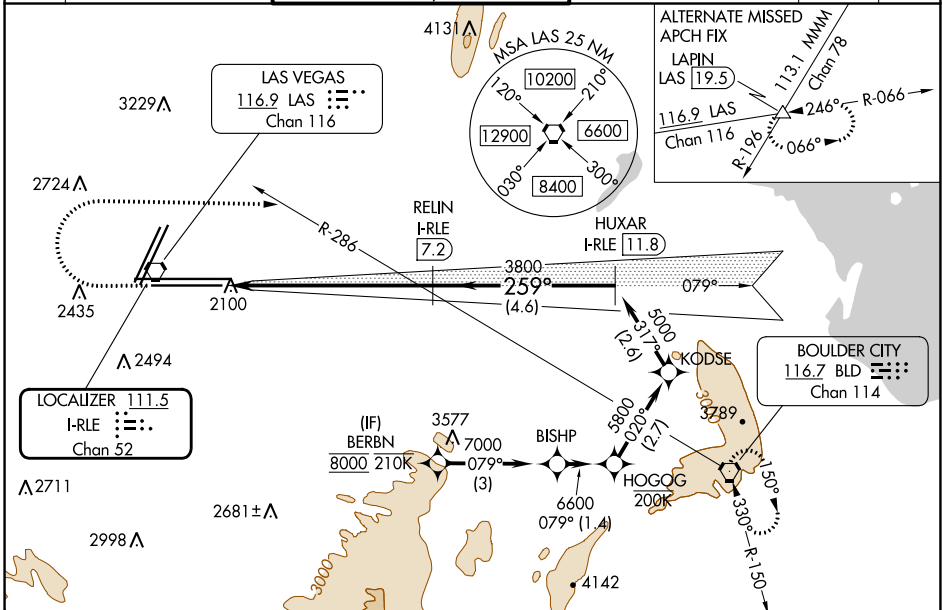 4131
MSA LAS 25 NM
10200
120°
210°
12900
6600
030°
300°
8400
ALTERNATE MISSED
APCH FIX
LAPIN
LAS 19.5
113.1 MMM
Chan 78
N
246°
R-066
116.9 LAS
Chan 116
066°
R-196
LAS VEGAS
116.9 LAS
Chan 116
3229
2724
R-286
RELIN
I-RLE
7.2
HUXAR
I-RLE 11.8
3800
259°
(4.6)
079°
2100
2435
5000
317°
(2.6)
KODSE
2494
BOULDER CITY
116.7 BLD
Chan 114
LOCALIZER 111.5
I-RLE
Chan 52
3000
3789
(IF)
BERBN
8000 210K
3577
7000
079°
(3)
BISHP
5800
020°
(2.7)
HOGOG
200K
150°
6600
079° (1.4)
330°
R-150
2711
2681±
2998
3000
4142